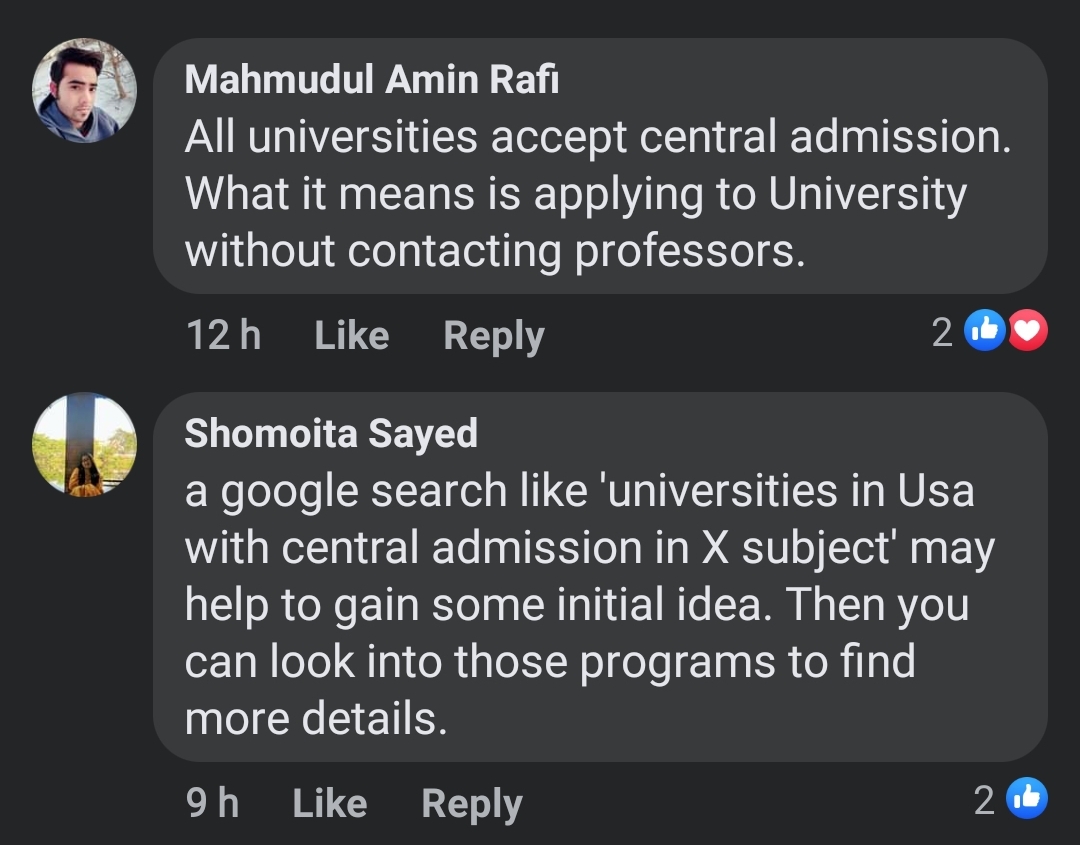 Mahmudul Amin Rafi
All universities accept central admission.
What it means is applying to University
without contacting professors.
12 h Like Reply 2
Shomoita Sayed
a google search like 'universities in Usa
with central admission in X subject' may
help to gain some initial idea. Then you
can look into those programs to find
more details.
9 h Like Reply 2